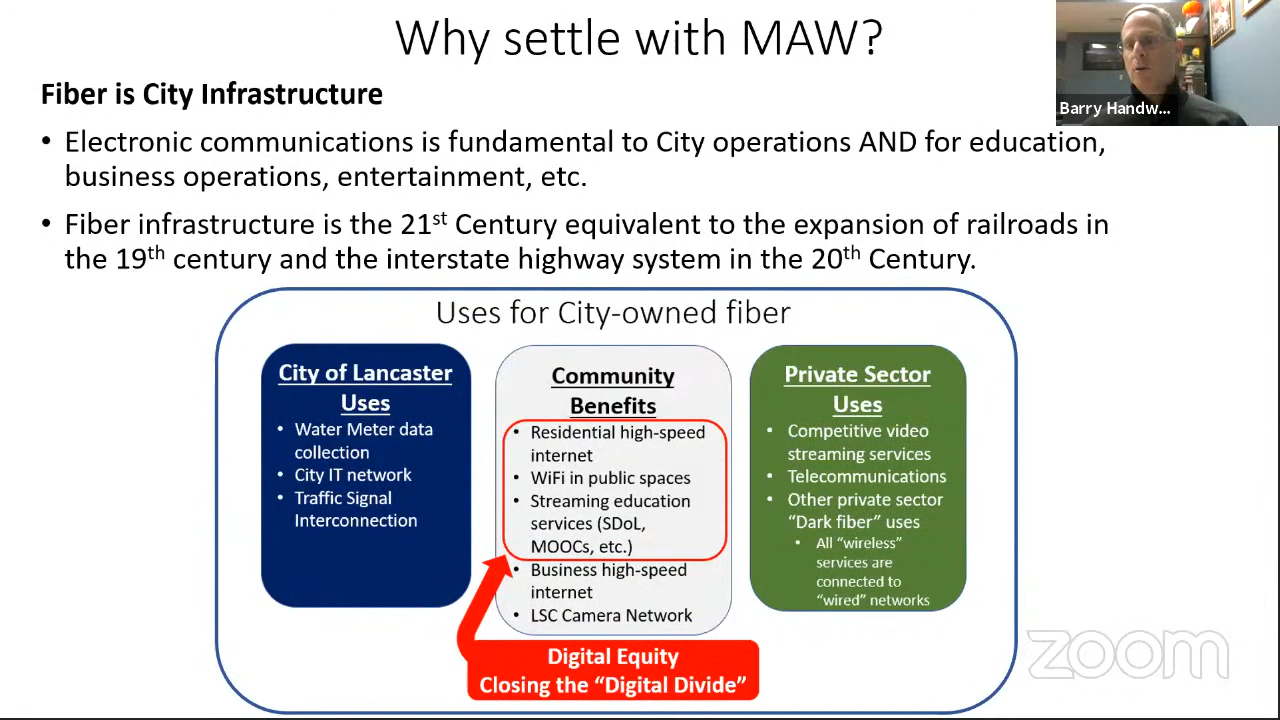 Why settle with MAW?
Barry Handw...
Fiber is City Infrastructure
• Electronic communications is fundamental to City operations AND for education,
business operations, entertainment, etc.
• Fiber infrastructure is the 21st Century equivalent to the expansion of railroads in
the 19th century and the interstate highway system in the 20th Century.
Uses for City-owned fiber
City of Lancaster
Uses
• Water Meter data
collection
• City IT network
• Traffic Signal
Interconnection
Community
Benefits
• Residential high-speed
internet
• WiFi in public spaces
• Streaming education
services (SDoL,
MOOCs, etc.)
• Business high-speed
internet
• LSC Camera Network
Private Sector
Uses
• Competitive video
streaming services
• Telecommunications
• Other private sector
“Dark fiber” uses
• All “wireless”
services are
connected to
“wired” networks
Digital Equity
Closing the “Digital Divide”
zoom